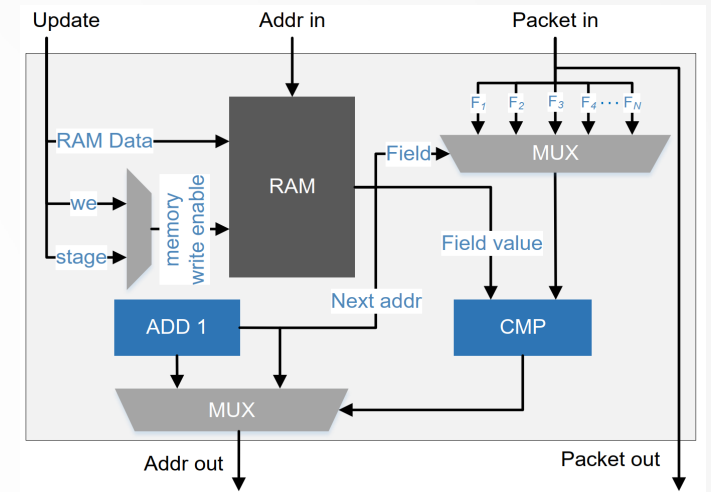 Update
Addr in
Packet in
F1 F2 F3 F4 ··· FN
RAM Data
Field
MUX
RAM
we
memory
write enable
stage
Field value
Next addr
ADD 1
CMP
MUX
Addr out
Packet out